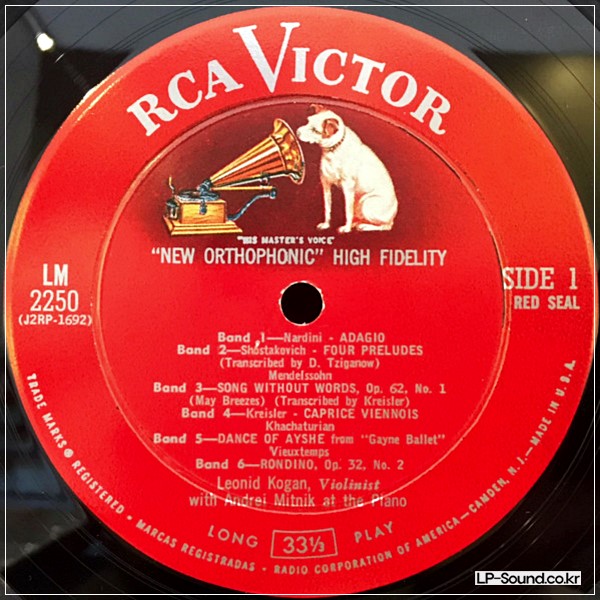 RCA VICTOR
"HIS MASTER'S VOICE"
"NEW ORTHOPHONIC" HIGH FIDELITY
LM
2250
(J2RP-1692)
SIDE 1
RED SEAL
Band 1—Nardini - ADAGIO
Band 2—Shostakovich - FOUR PRELUDES
(Transcribed by D. Tziganow)
Mendelssohn
Band 3—SONG WITHOUT WORDS, Op. 62, No. 1
(May Breezes) (Transcribed by Kreisler)
Band 4—Kreisler - CAPRICE VIENNOIS
Khachaturian
Band 5—DANCE OF AYSHE from "Gayne Ballet"
Vieuxtemps
Band 6—RONDINO, Op. 32, No. 2
Leonid Kogan, Violinist
with Andrei Mitnik at the Piano
LONG 33⅓ PLAY
TRADE MARKS ® REGISTERED - MARCAS REGISTRADAS - RADIO CORPORATION OF AMERICA—CAMDEN, N. J.—MADE IN U.S.A.
LP-Sound.co.kr